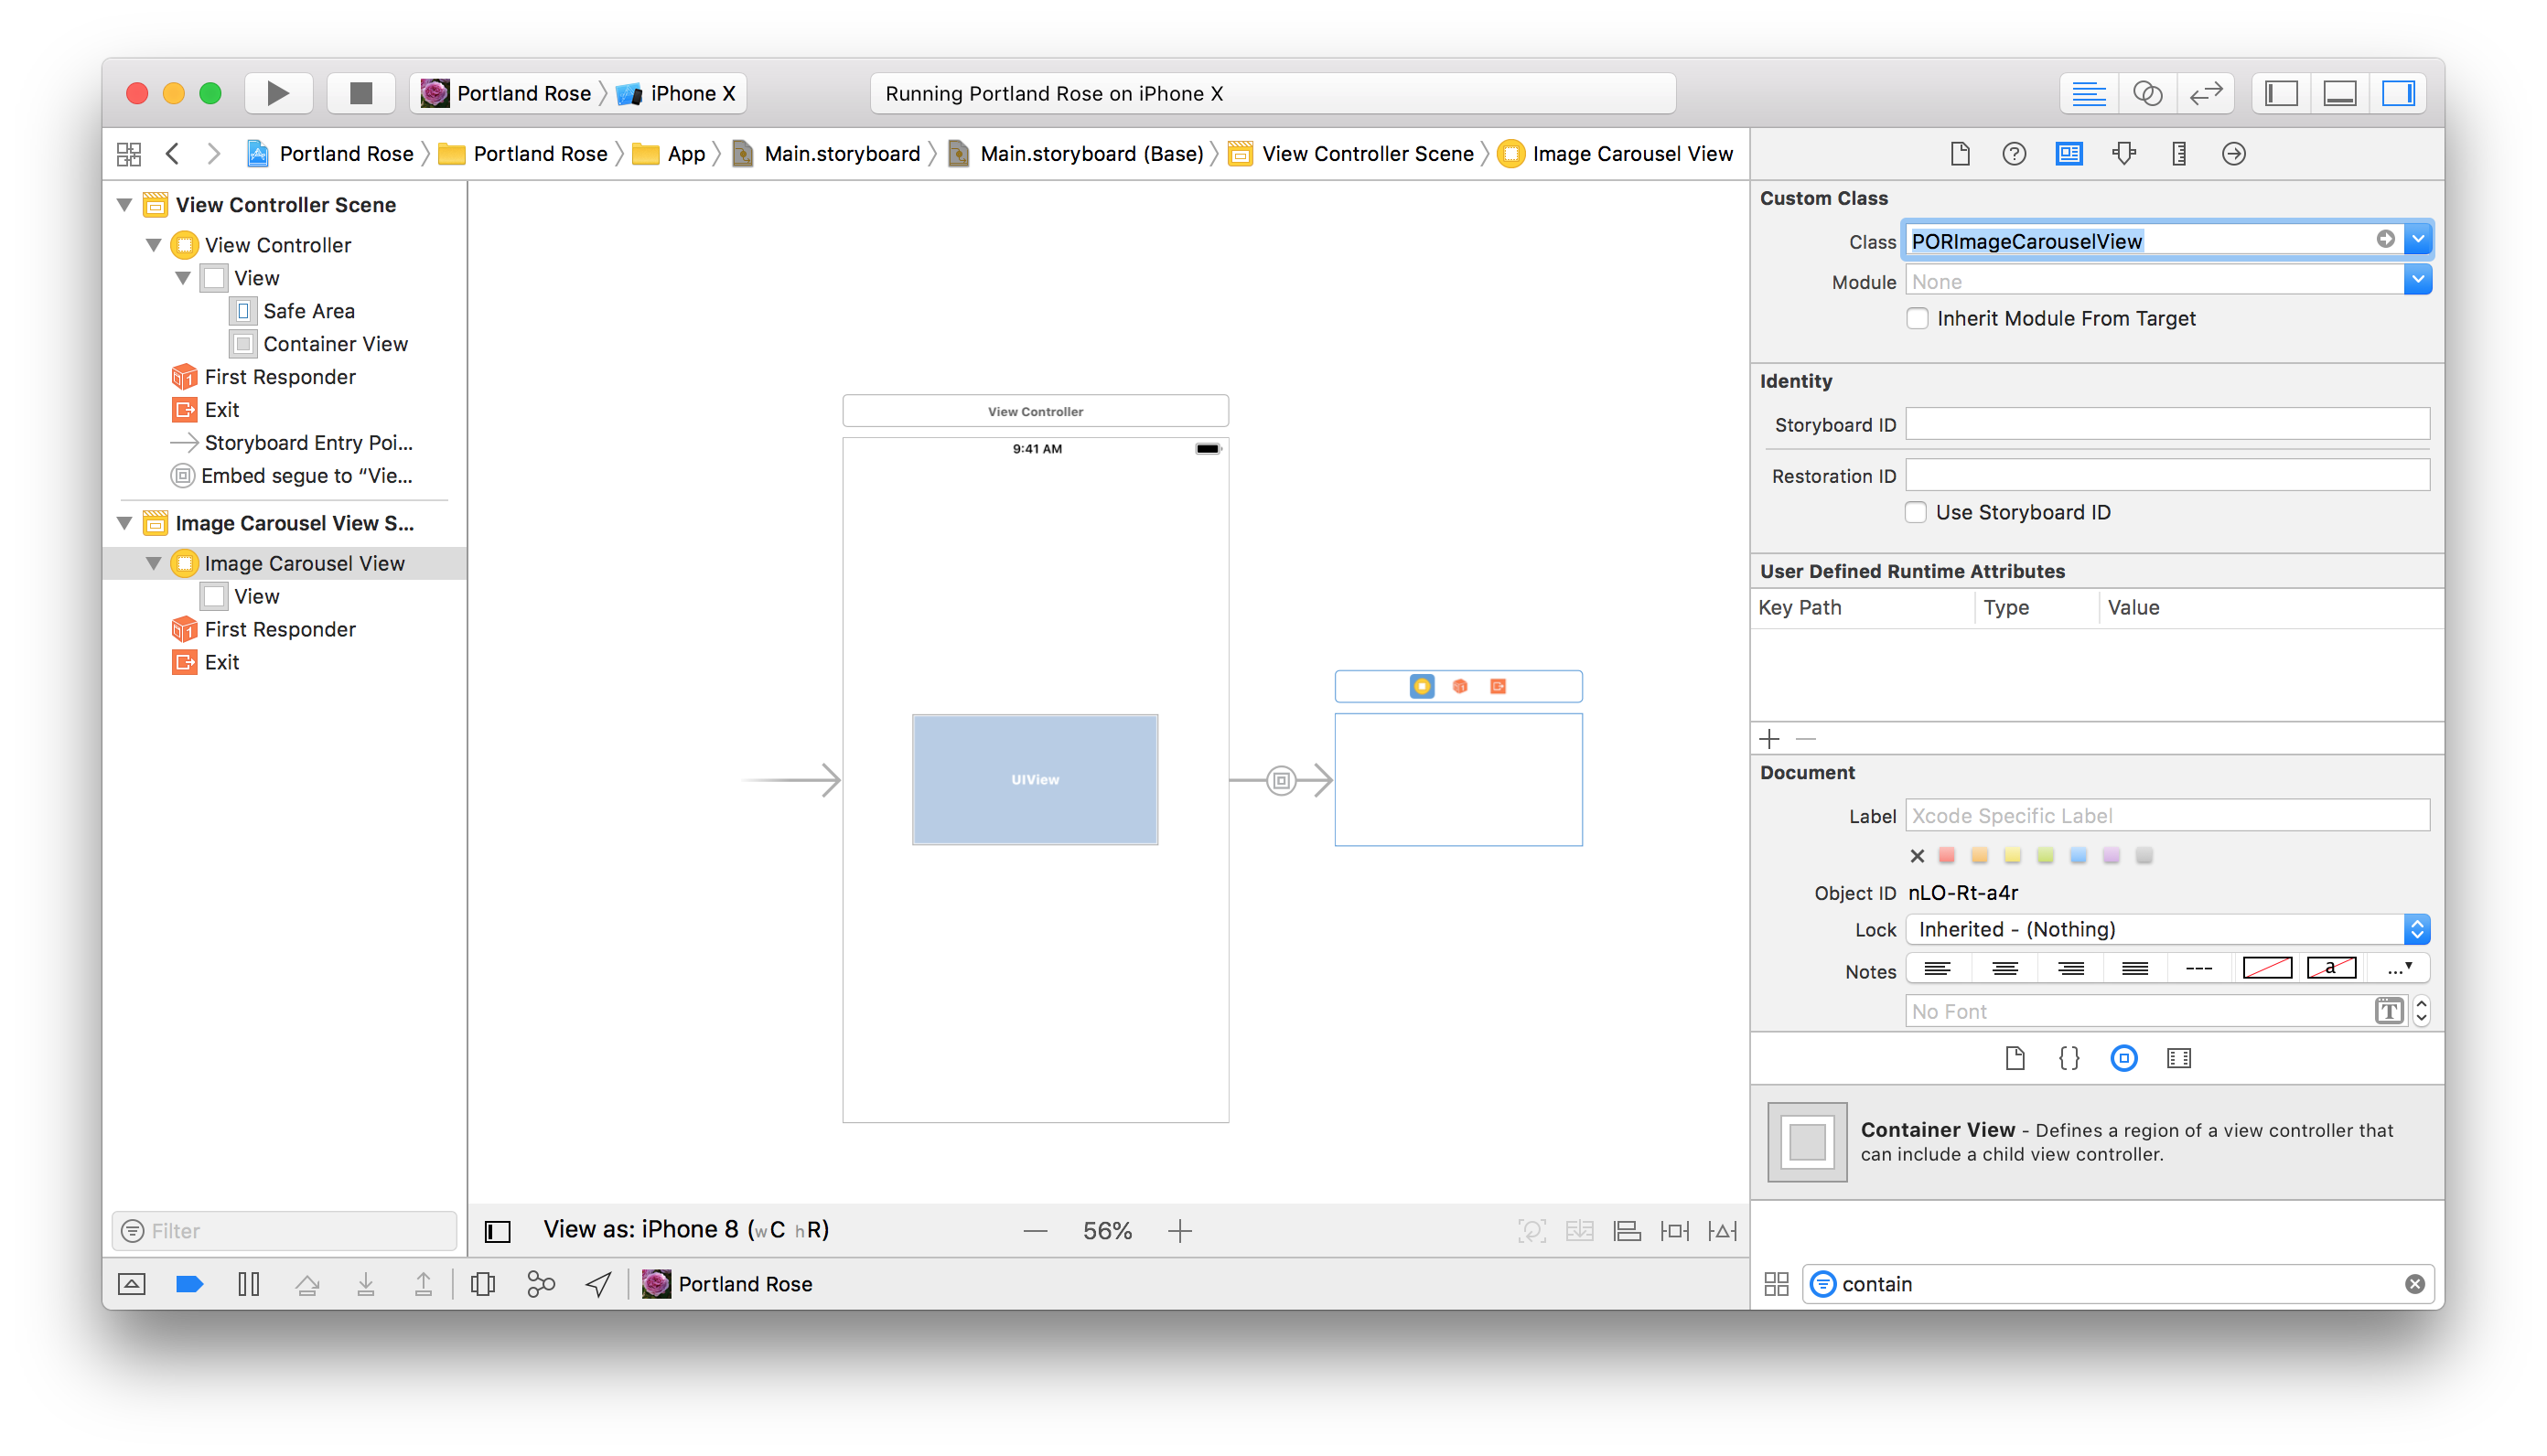 Portland Rose iPhone X
Running Portland Rose on iPhone X
Portland Rose Portland Rose App Main.storyboard Main.storyboard (Base) View Controller Scene Image Carousel View
View Controller Scene
View Controller
View
Safe Area
Container View
First Responder
Exit
Storyboard Entry Poi...
Embed segue to “Vie...
Image Carousel View S...
Image Carousel View
View
First Responder
Exit
Filter
View Controller
9:41 AM
UIView
View as: iPhone 8 (wC hR)
56%
Portland Rose
Custom Class
Class PORImageCarouselView
Module None
Inherit Module From Target
Identity
Storyboard ID
Restoration ID
Use Storyboard ID
User Defined Runtime Attributes
Key Path Type Value
Document
Label Xcode Specific Label
Object ID nLO-Rt-a4r
Lock Inherited - (Nothing)
Notes --- a ...
No Font T
{}
Container View - Defines a region of a view controller that
can include a child view controller.
contain